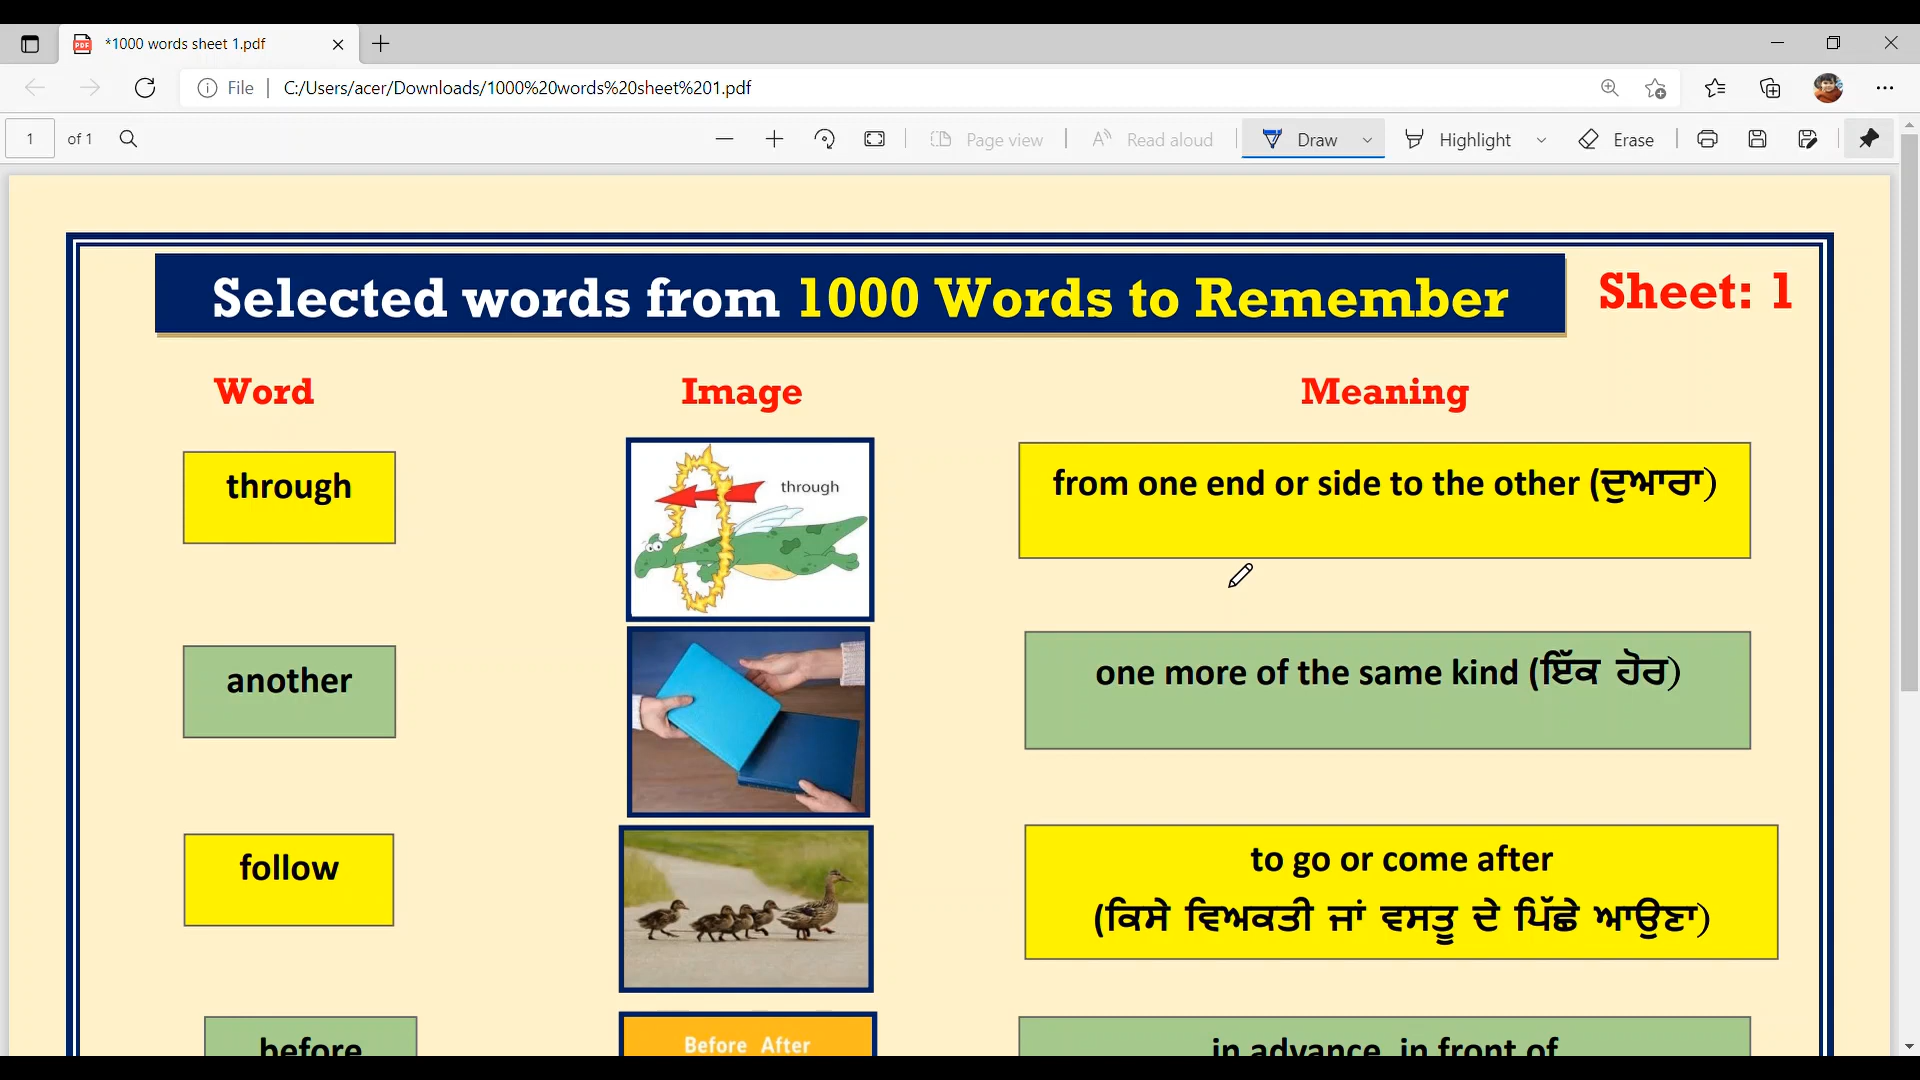 *1000 words sheet 1.pdf
File
C:/Users/acer/Downloads/1000%20words%20sheet%201.pdf
1 of 1
Page view
Read aloud
Draw
Highlight
Erase
Selected words from 1000 Words to Remember
Sheet: 1
Word
Image
Meaning
through
through
from one end or side to the other (ਦੁਆਰਾ)
another
one more of the same kind (ਇੱਕ ਹੋਰ)
follow
to go or come after
(ਕਿਸੇ ਵਿਅਕਤੀ ਜਾਂ ਵਸਤੂ ਦੇ ਪਿੱਛੇ ਆਉਣਾ)
before
Before After
in advance, in front of